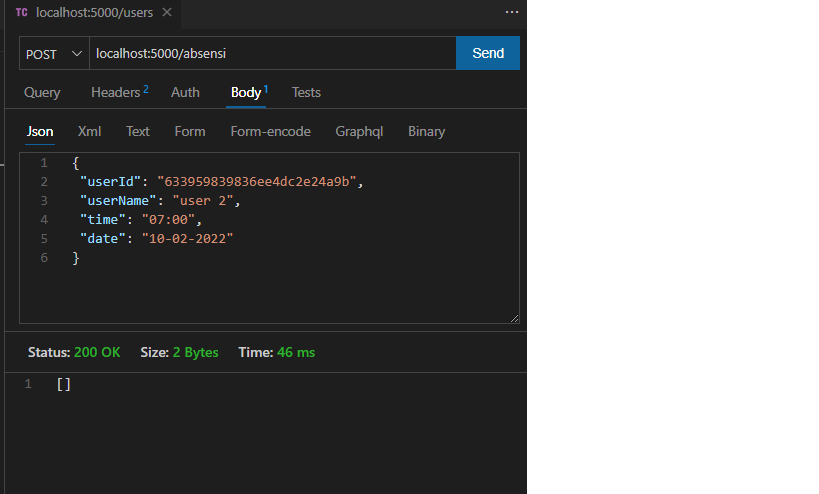 TC localhost:5000/users ✕ ···
POST localhost:5000/absensi Send
Query Headers 2 Auth Body 1 Tests
Json Xml Text Form Form-encode Graphql Binary
1 {
2 "userId": "633959839836ee4dc2e24a9b",
3 "userName": "user 2",
4 "time": "07:00",
5 "date": "10-02-2022"
6 }
Status: 200 OK Size: 2 Bytes Time: 46 ms
1 []